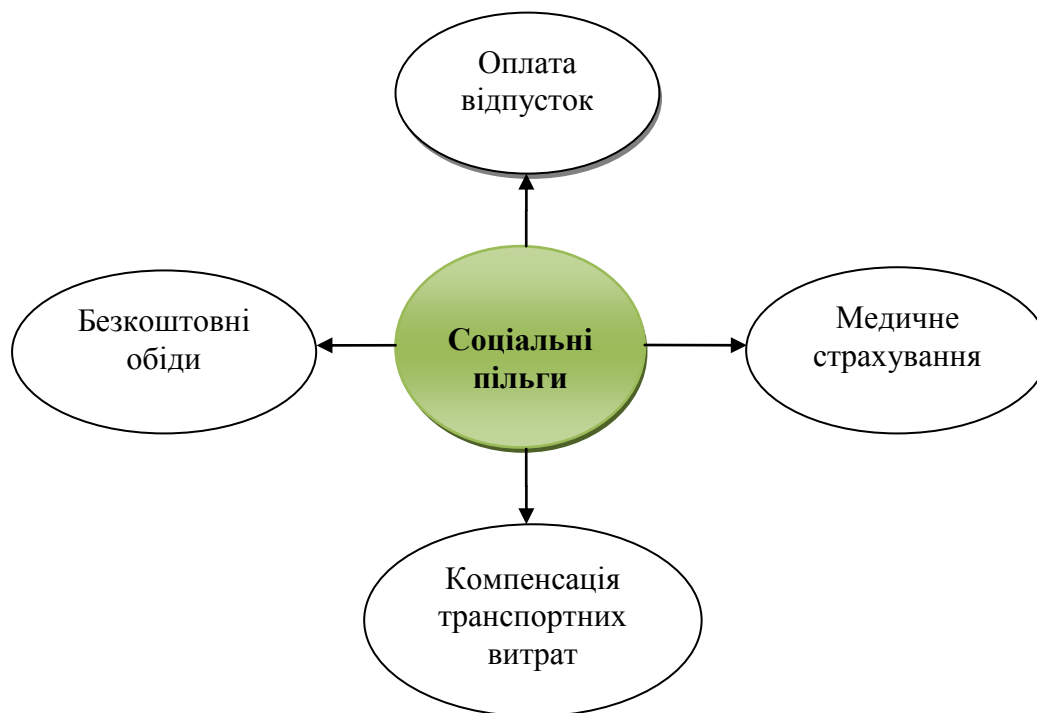 Оплата
відпусток
Безкоштовні
обіди
Соціальні
пільги
Медичне
страхування
Компенсація
транспортних
витрат